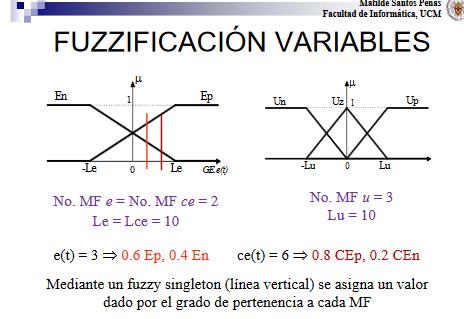 Matilde Santos Peñas
Facultad de Informática, UCM
FUZZIFICACIÓN VARIABLES
μ
En
1
Ep
-Le
0
Le
GE.e(t)
μ
Un
Uz
1
Up
-Lu
0
Lu
No. MF e = No. MF ce = 2
Le = Lce = 10
No. MF u = 3
Lu = 10
e(t) = 3 ⇒ 0.6 Ep, 0.4 En
ce(t) = 6 ⇒ 0.8 CEp, 0.2 CEn
Mediante un fuzzy singleton (línea vertical) se asigna un valor
dado por el grado de pertenencia a cada MF